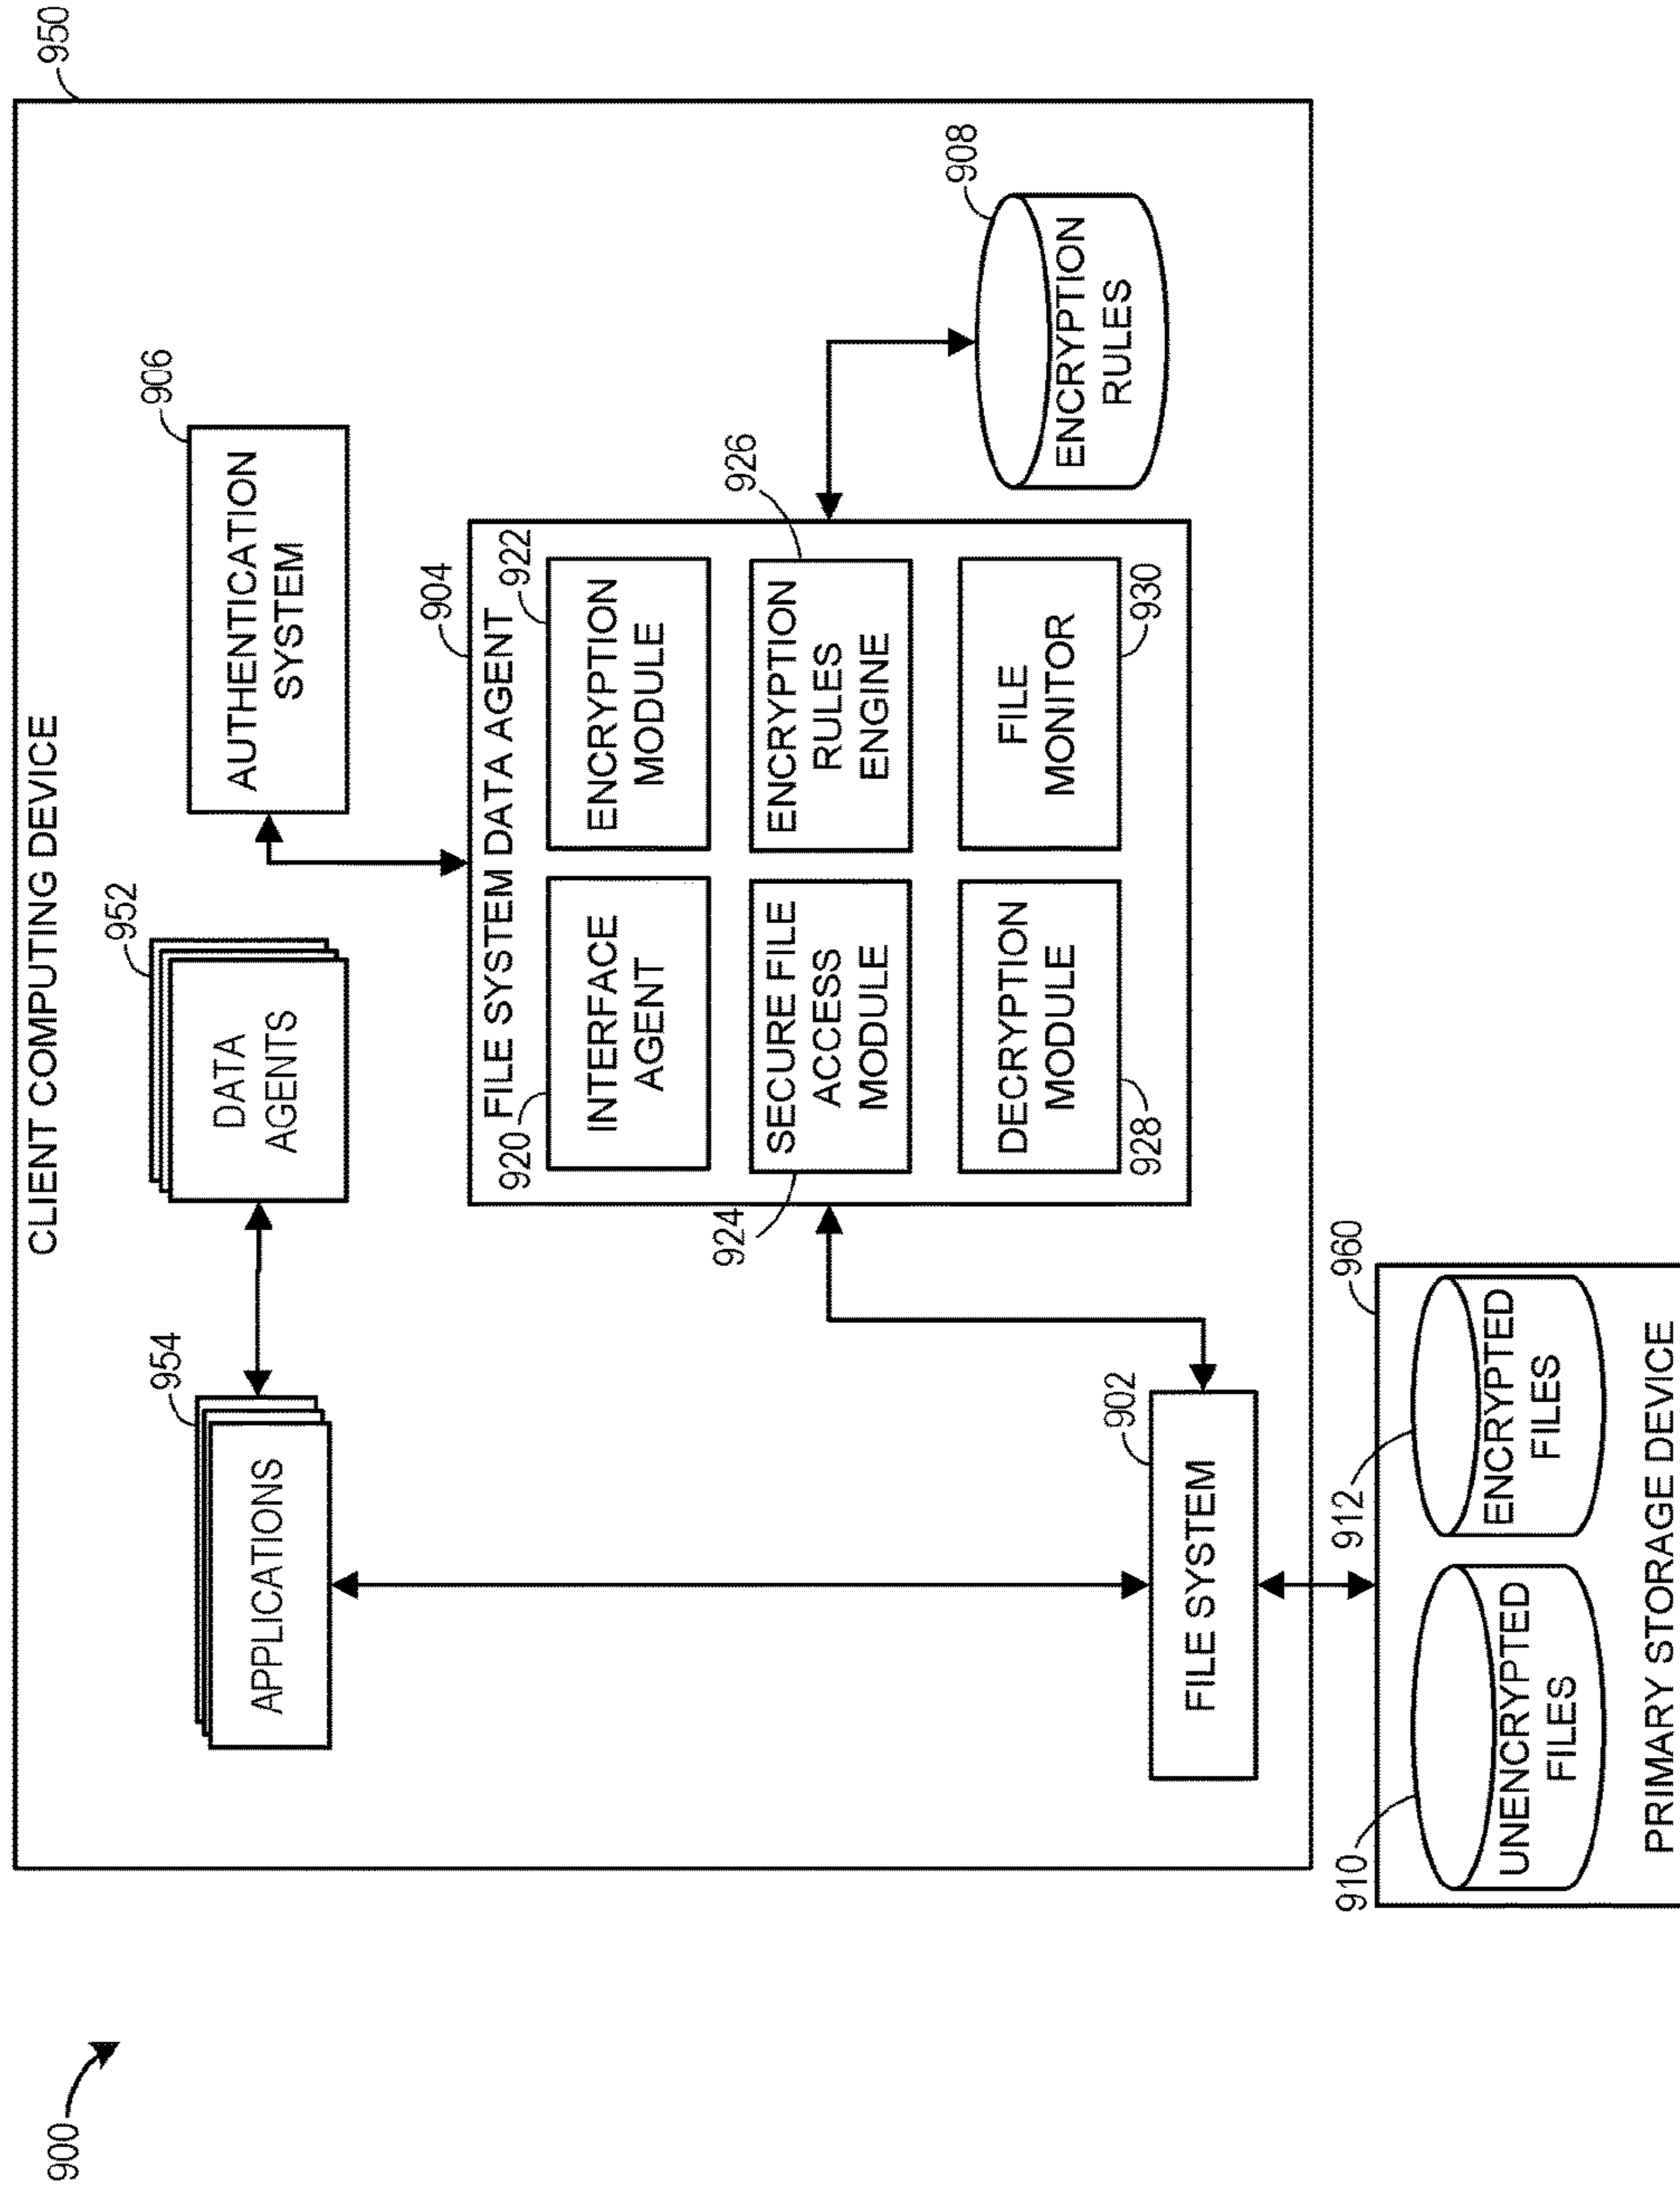 900
CLIENT COMPUTING DEVICE
950
954
APPLICATIONS
952
DATA
AGENTS
906
AUTHENTICATION
SYSTEM
904
FILE SYSTEM DATA AGENT
920
INTERFACE
AGENT
922
ENCRYPTION
MODULE
924
SECURE FILE
ACCESS
MODULE
926
ENCRYPTION
RULES
ENGINE
928
DECRYPTION
MODULE
930
FILE
MONITOR
908
ENCRYPTION
RULES
902
FILE SYSTEM
960
910
UNENCRYPTED
FILES
912
ENCRYPTED
FILES
PRIMARY STORAGE DEVICE